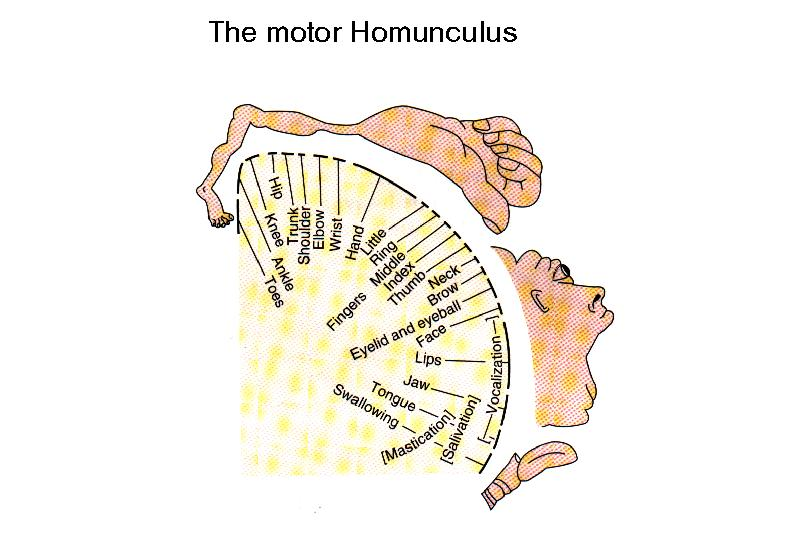 The motor Homunculus
Toes
Ankle
Knee
Hip
Trunk
Shoulder
Elbow
Wrist
Hand
Little
Ring
Middle
Index
Thumb
Fingers
Neck
Brow
Eyelid and eyeball
Face
Lips
Jaw
Tongue
Swallowing
[Mastication]
[Salivation]
[Vocalization]